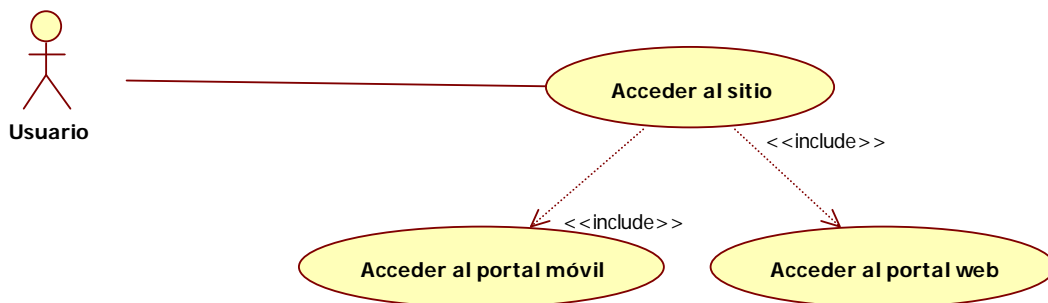 Acceder al sitio
Usuario
<<include>>
<<include>>
Acceder al portal móvil
Acceder al portal web